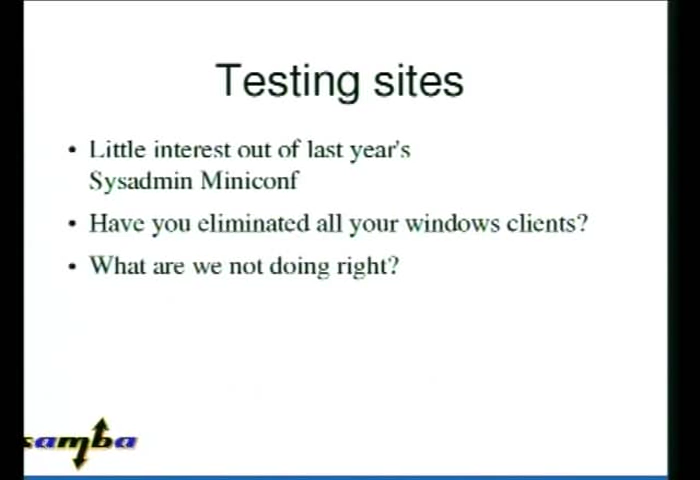 Testing sites
• Little interest out of last year's
Sysadmin Miniconf
• Have you eliminated all your windows clients?
• What are we not doing right?
samba